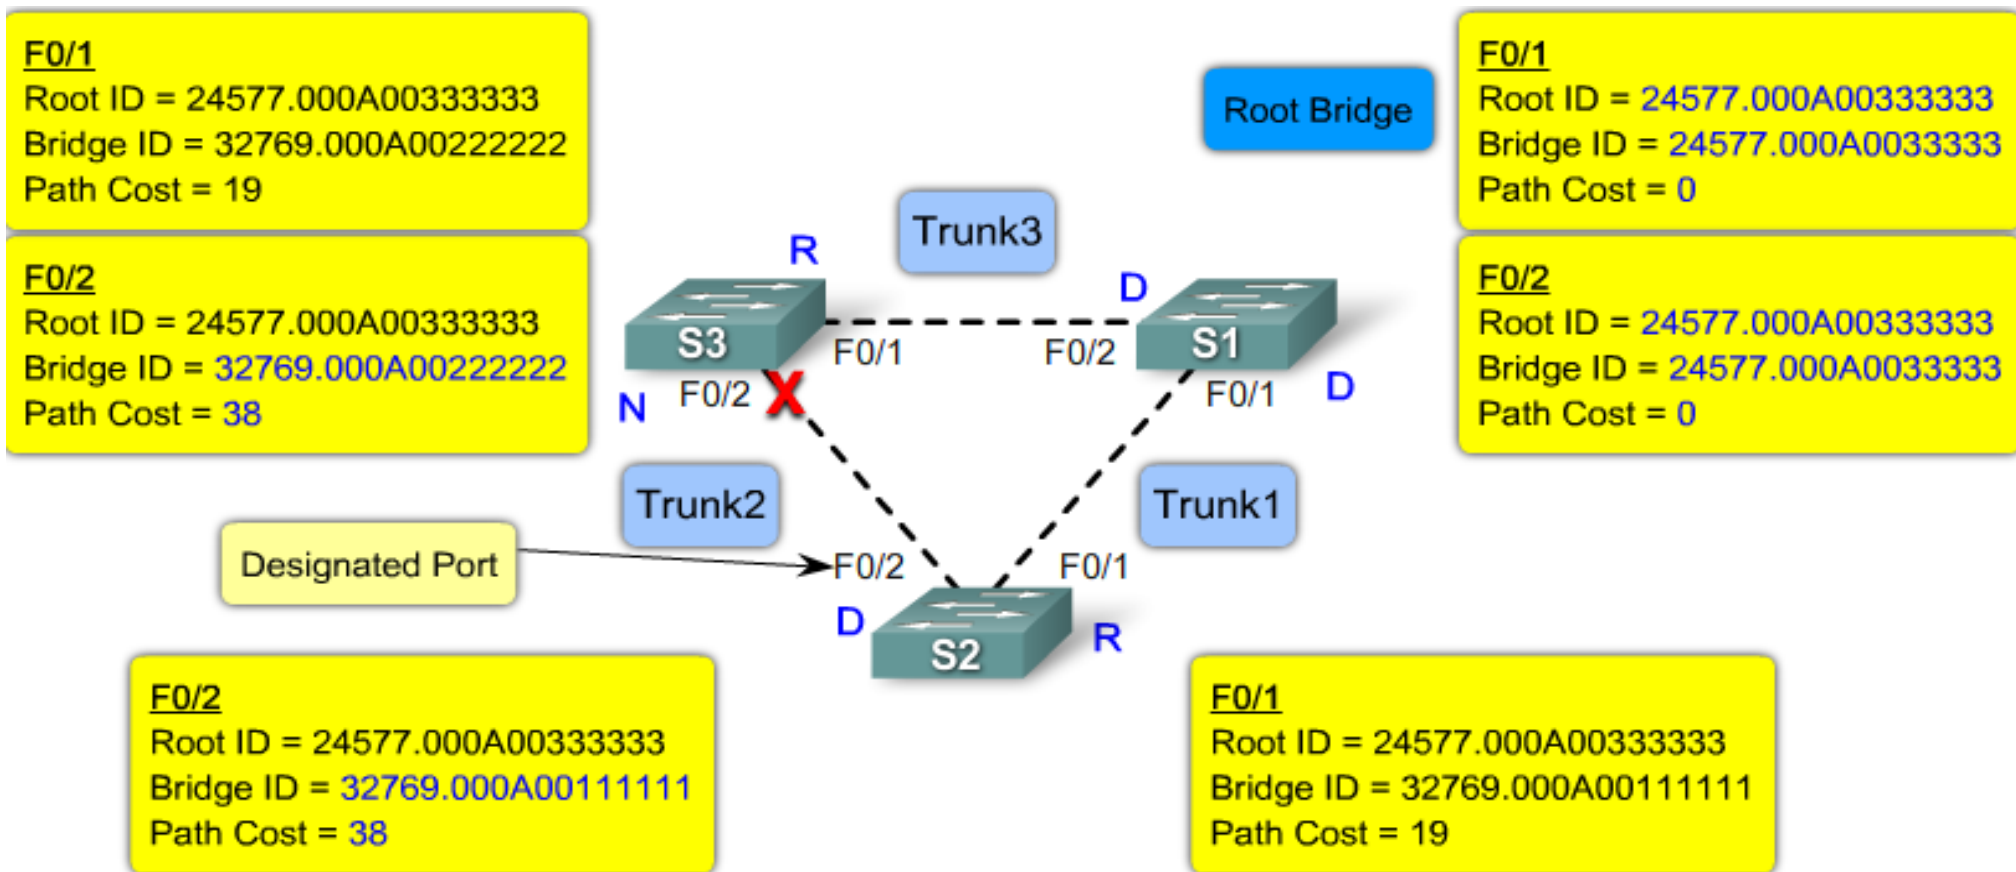 F0/1
Root ID = 24577.000A00333333
Bridge ID = 32769.000A00222222
Path Cost = 19
F0/2
Root ID = 24577.000A00333333
Bridge ID = 32769.000A00222222
Path Cost = 38
Root Bridge
F0/1
Root ID = 24577.000A00333333
Bridge ID = 24577.000A0033333
Path Cost = 0
F0/2
Root ID = 24577.000A00333333
Bridge ID = 24577.000A0033333
Path Cost = 0
Trunk3
R
D
S3
F0/1
F0/2
S1
N
F0/2
X
F0/1
D
Trunk2
Trunk1
Designated Port
F0/2
F0/1
D
S2
R
F0/2
Root ID = 24577.000A00333333
Bridge ID = 32769.000A00111111
Path Cost = 38
F0/1
Root ID = 24577.000A00333333
Bridge ID = 32769.000A00111111
Path Cost = 19